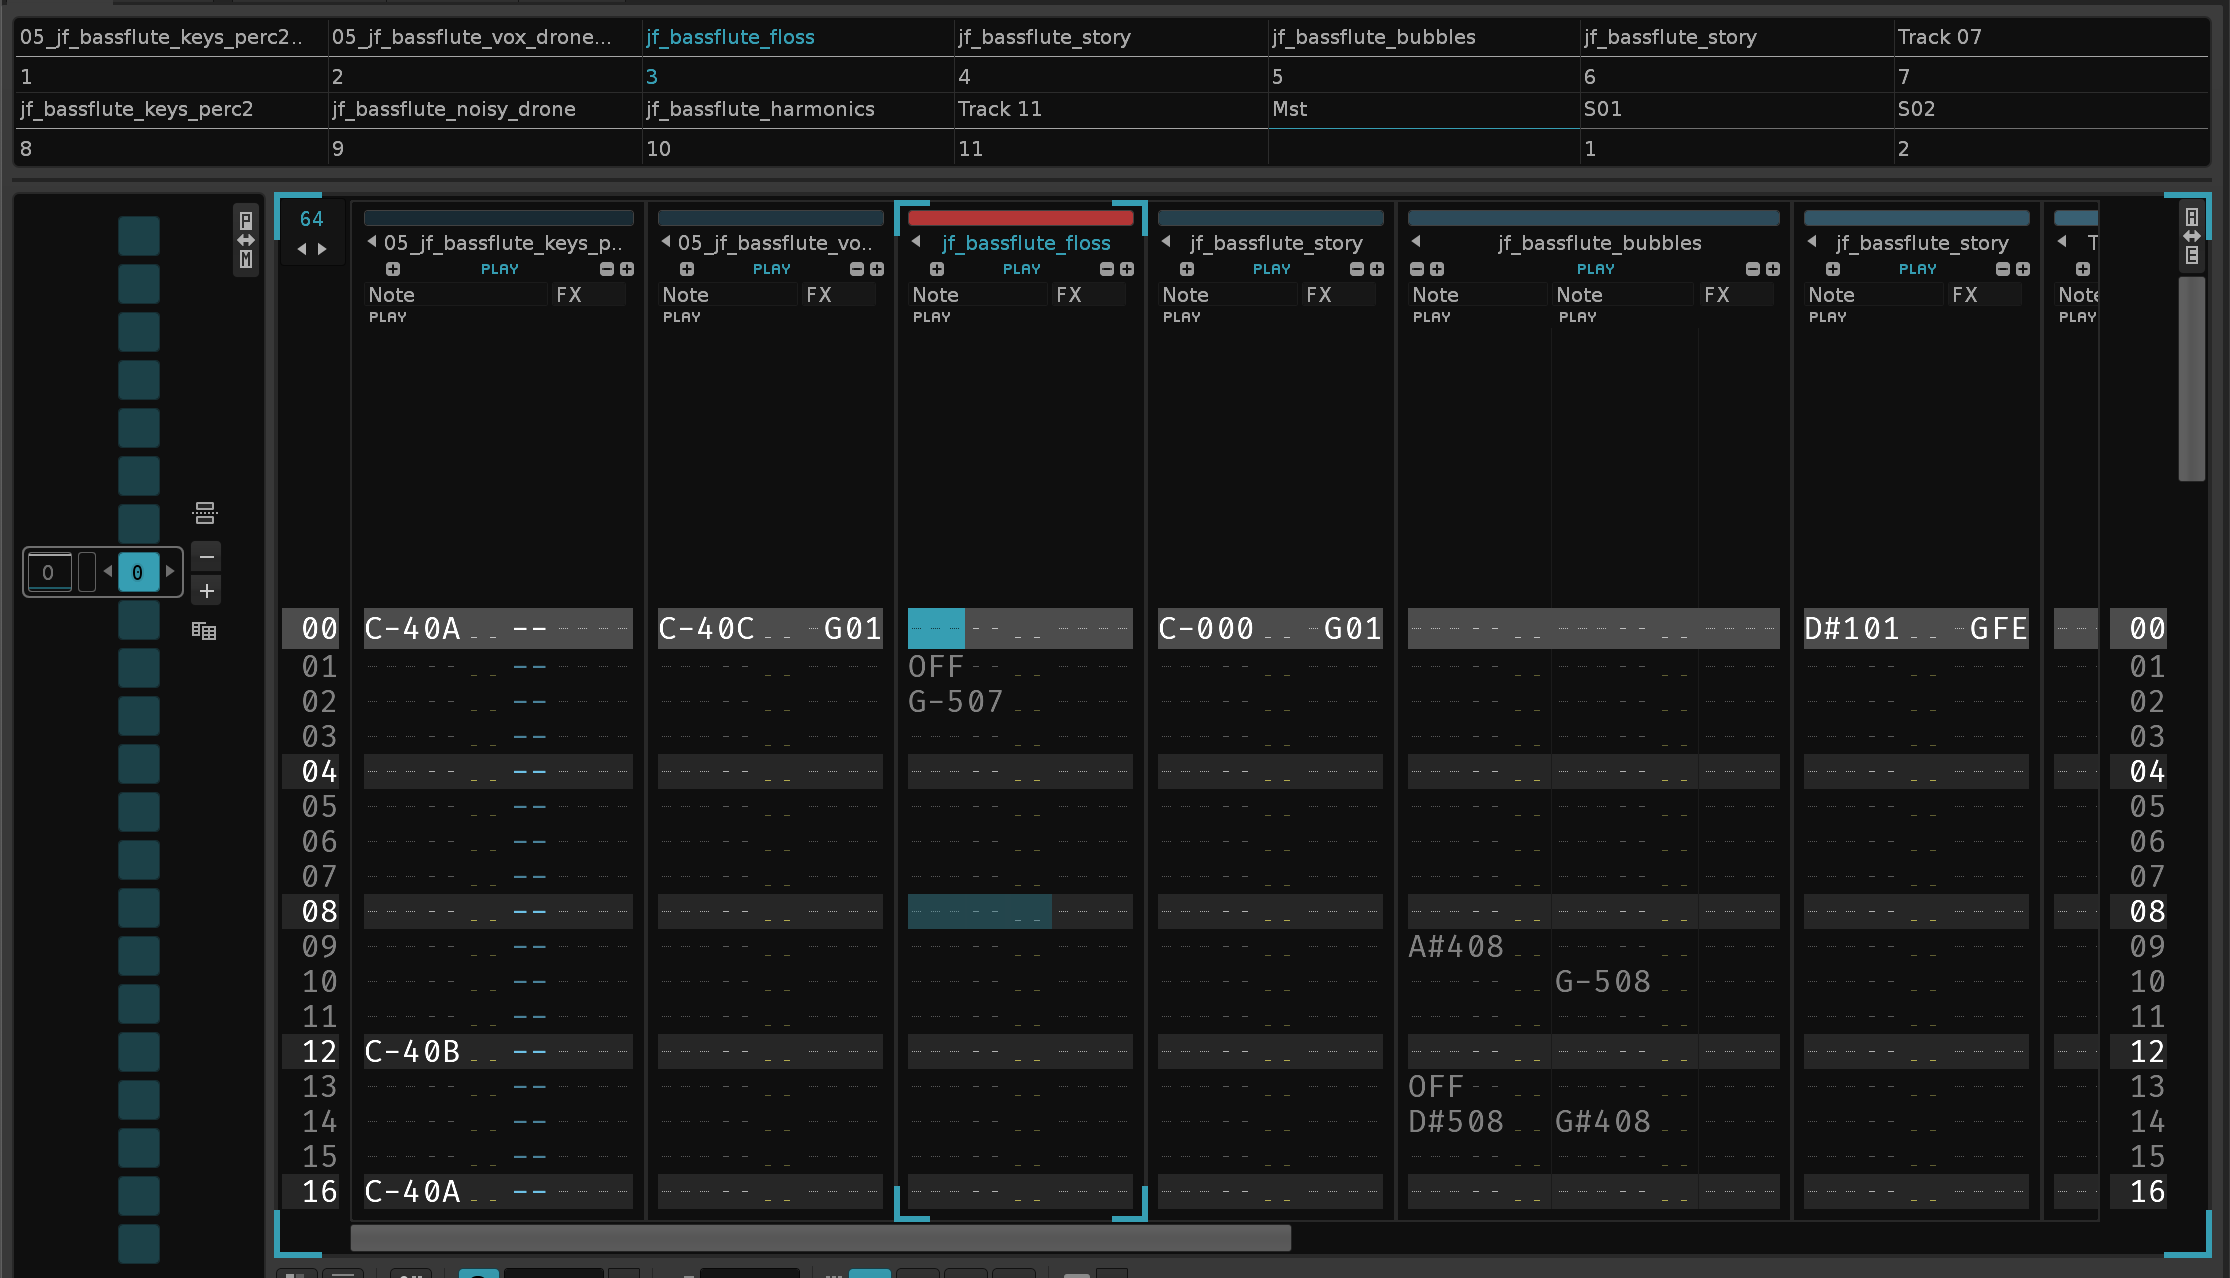 05_jf_bassflute_keys_perc2.. 05_jf_bassflute_vox_drone... jf_bassflute_floss jf_bassflute_story jf_bassflute_bubbles jf_bassflute_story Track 07
1 2 3 4 5 6 7
jf_bassflute_keys_perc2 jf_bassflute_noisy_drone jf_bassflute_harmonics Track 11 Mst S01 S02
8 9 10 11 1 2
P M
64 A E
05_jf_bassflute_keys_p.. 05_jf_bassflute_vo.. jf_bassflute_floss jf_bassflute_story jf_bassflute_bubbles jf_bassflute_story T
PLAY PLAY PLAY PLAY PLAY PLAY
Note FX Note FX Note FX Note FX Note Note FX Note FX Note
PLAY PLAY PLAY PLAY PLAY PLAY PLAY PLAY
0 0
00 C-40A -- C-40C G01 C-000 G01 D#101 GFE 00
01 -- OFF 01
02 -- G-507 02
03 -- 03
04 -- 04
05 -- 05
06 -- 06
07 -- 07
08 -- 08
09 -- A#408 09
10 -- G-508 10
11 -- 11
12 C-40B -- 12
13 -- OFF 13
14 -- D#508 G#408 14
15 -- 15
16 C-40A -- 16